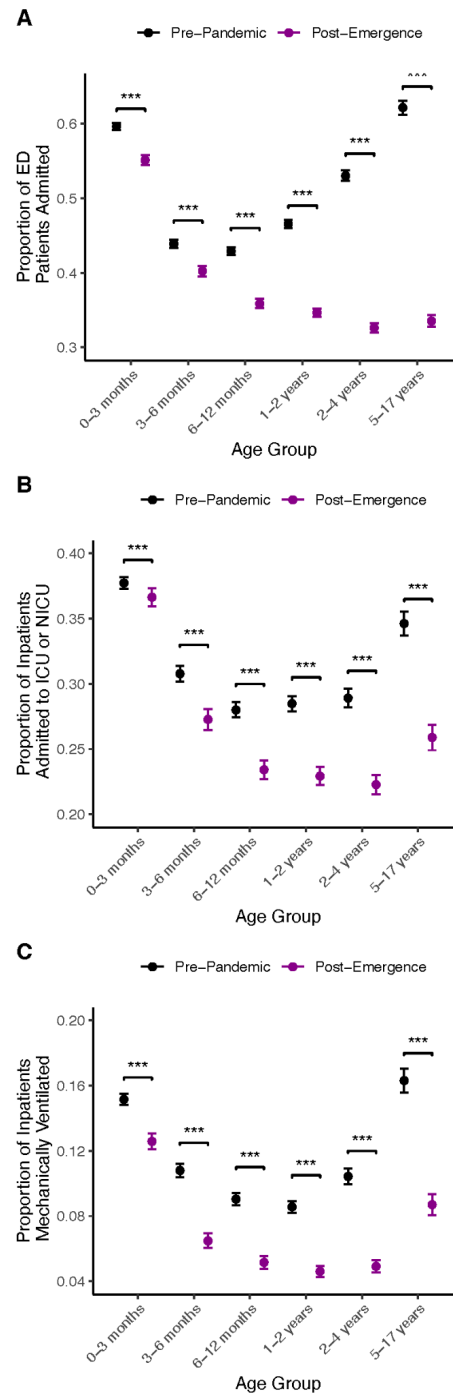 A
Pre-Pandemic Post-Emergence
Proportion of ED
Patients Admitted
0.6
0.5
0.4
0.3
***
***
***
***
***
***
0-3 months
3-6 months
6-12 months
1-2 years
2-4 years
5-17 years
Age Group
B
Pre-Pandemic Post-Emergence
Proportion of Inpatients
Admitted to ICU or NICU
0.40
0.35
0.30
0.25
0.20
***
***
***
***
***
***
0-3 months
3-6 months
6-12 months
1-2 years
2-4 years
5-17 years
Age Group
C
Pre-Pandemic Post-Emergence
Proportion of Inpatients
Mechanically Ventilated
0.20
0.16
0.12
0.08
0.04
***
***
***
***
***
***
0-3 months
3-6 months
6-12 months
1-2 years
2-4 years
5-17 years
Age Group